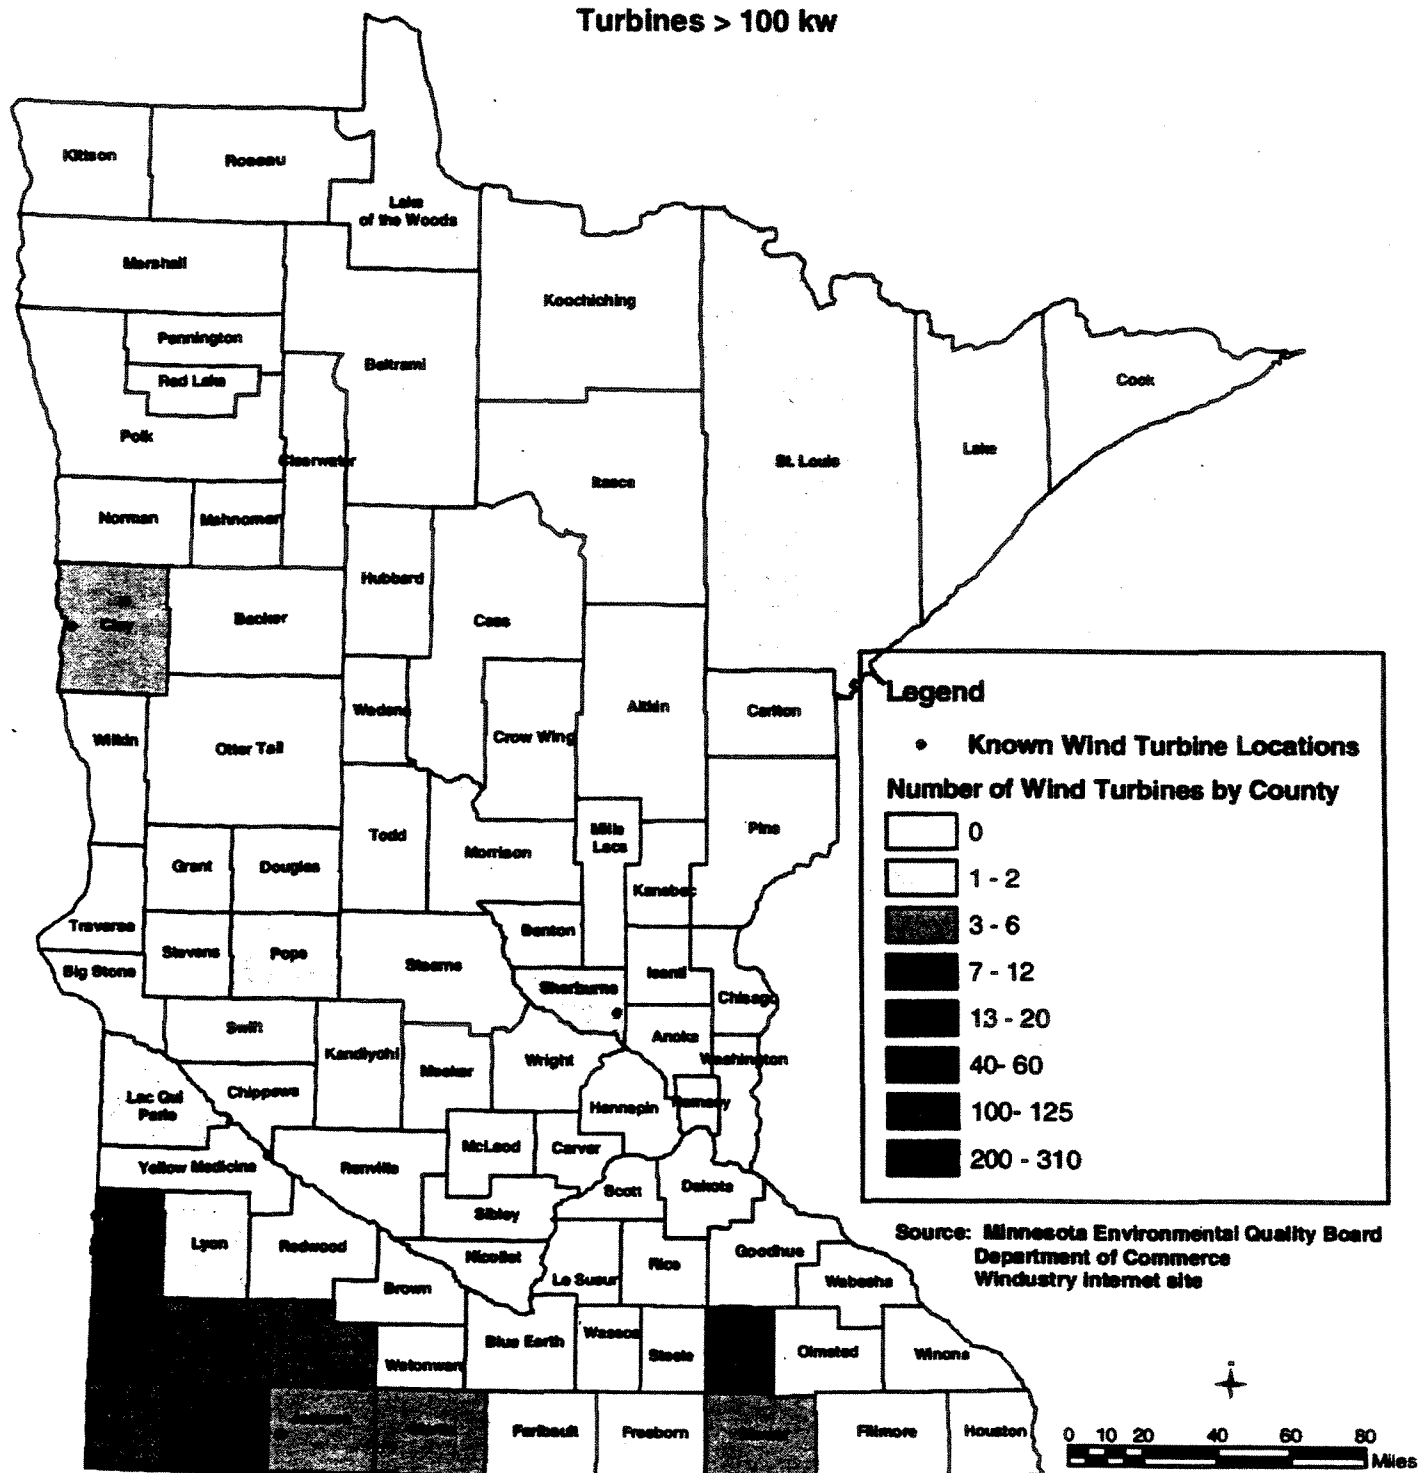 Turbines > 100 kw
Kittson
Roseau
Lake
of the Woods
Marshall
Koochiching
Pennington
Beltrami
Red Lake
Cook
Polk
Lake
Clearwater
St. Louis
Itasca
Norman
Mahnomen
Hubbard
Becker
Cass
Clay
Legend
Wadena
Aitkin
Carlton
Wilkin
Otter Tail
Crow Wing
Known Wind Turbine Locations
Number of Wind Turbines by County
0
1 - 2
3 - 6
7 - 12
13 - 20
40- 60
100- 125
200 - 310
Todd
Mille
Lacs
Pine
Grant
Douglas
Morrison
Kanabec
Traverse
Benton
Stevens
Pope
Stearns
Big Stone
Isanti
Sherburne
Chisago
Swift
Anoka
Kandiyohi
Wright
Washington
Meeker
Chippewa
Lac Qui
Parle
Hennepin
Ramsey
McLeod
Carver
Yellow Medicine
Renville
Dakota
Scott
Sibley
Lyon
Redwood
Nicollet
Goodhue
Rice
Le Sueur
Wabasha
Brown
Source: Minnesota Environmental Quality Board
Department of Commerce
Windustry internet site
Blue Earth
Waseca
Steele
Olmsted
Winona
Watonwan
Faribault
Freeborn
Fillmore
Houston
0 10 20 40 60 80
Miles